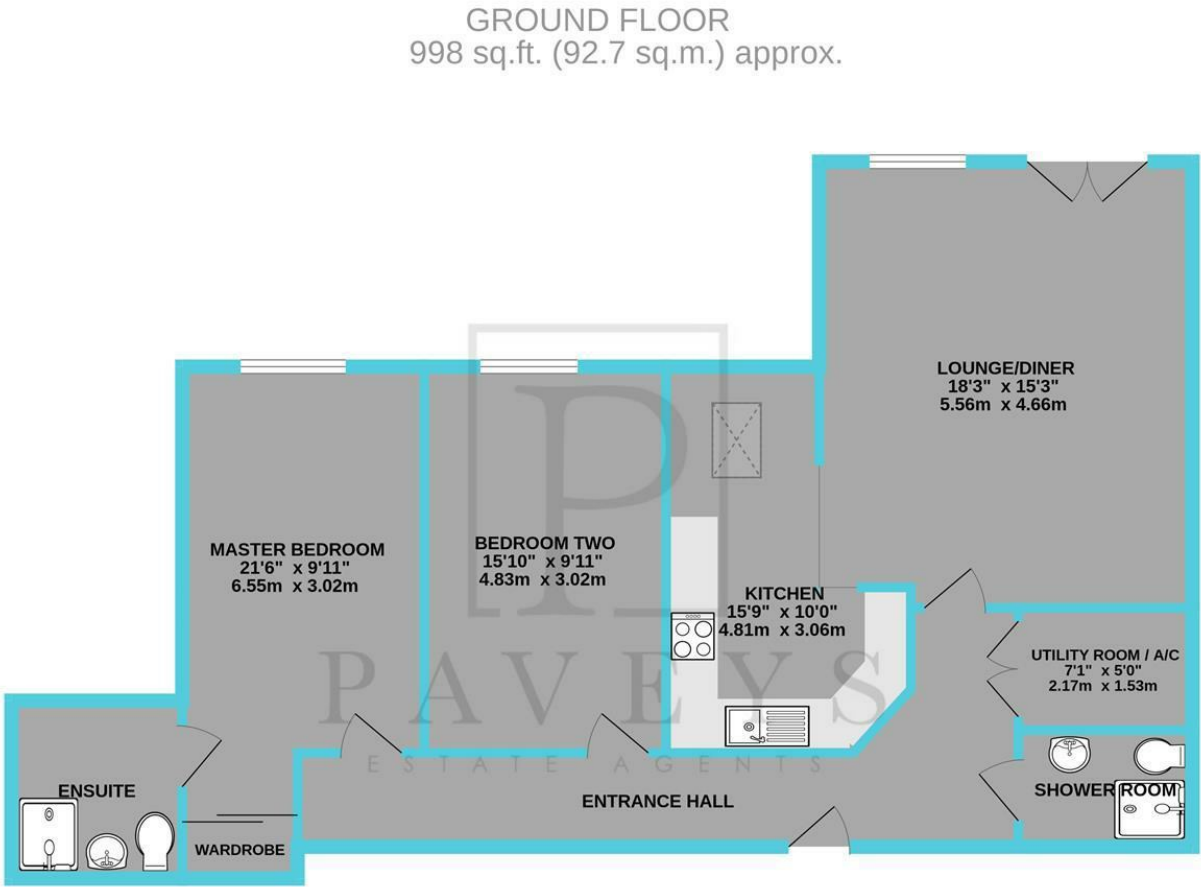 GROUND FLOOR
998 sq.ft. (92.7 sq.m.) approx.
LOUNGE/DINER
18'3" x 15'3"
5.56m x 4.66m
MASTER BEDROOM
21'6" x 9'11"
6.55m x 3.02m
BEDROOM TWO
15'10" x 9'11"
4.83m x 3.02m
KITCHEN
15'9" x 10'0"
4.81m x 3.06m
UTILITY ROOM / A/C
7'1" x 5'0"
2.17m x 1.53m
P
PAVEYS
ESTATE AGENTS
ENSUITE
SHOWER ROOM
ENTRANCE HALL
WARDROBE